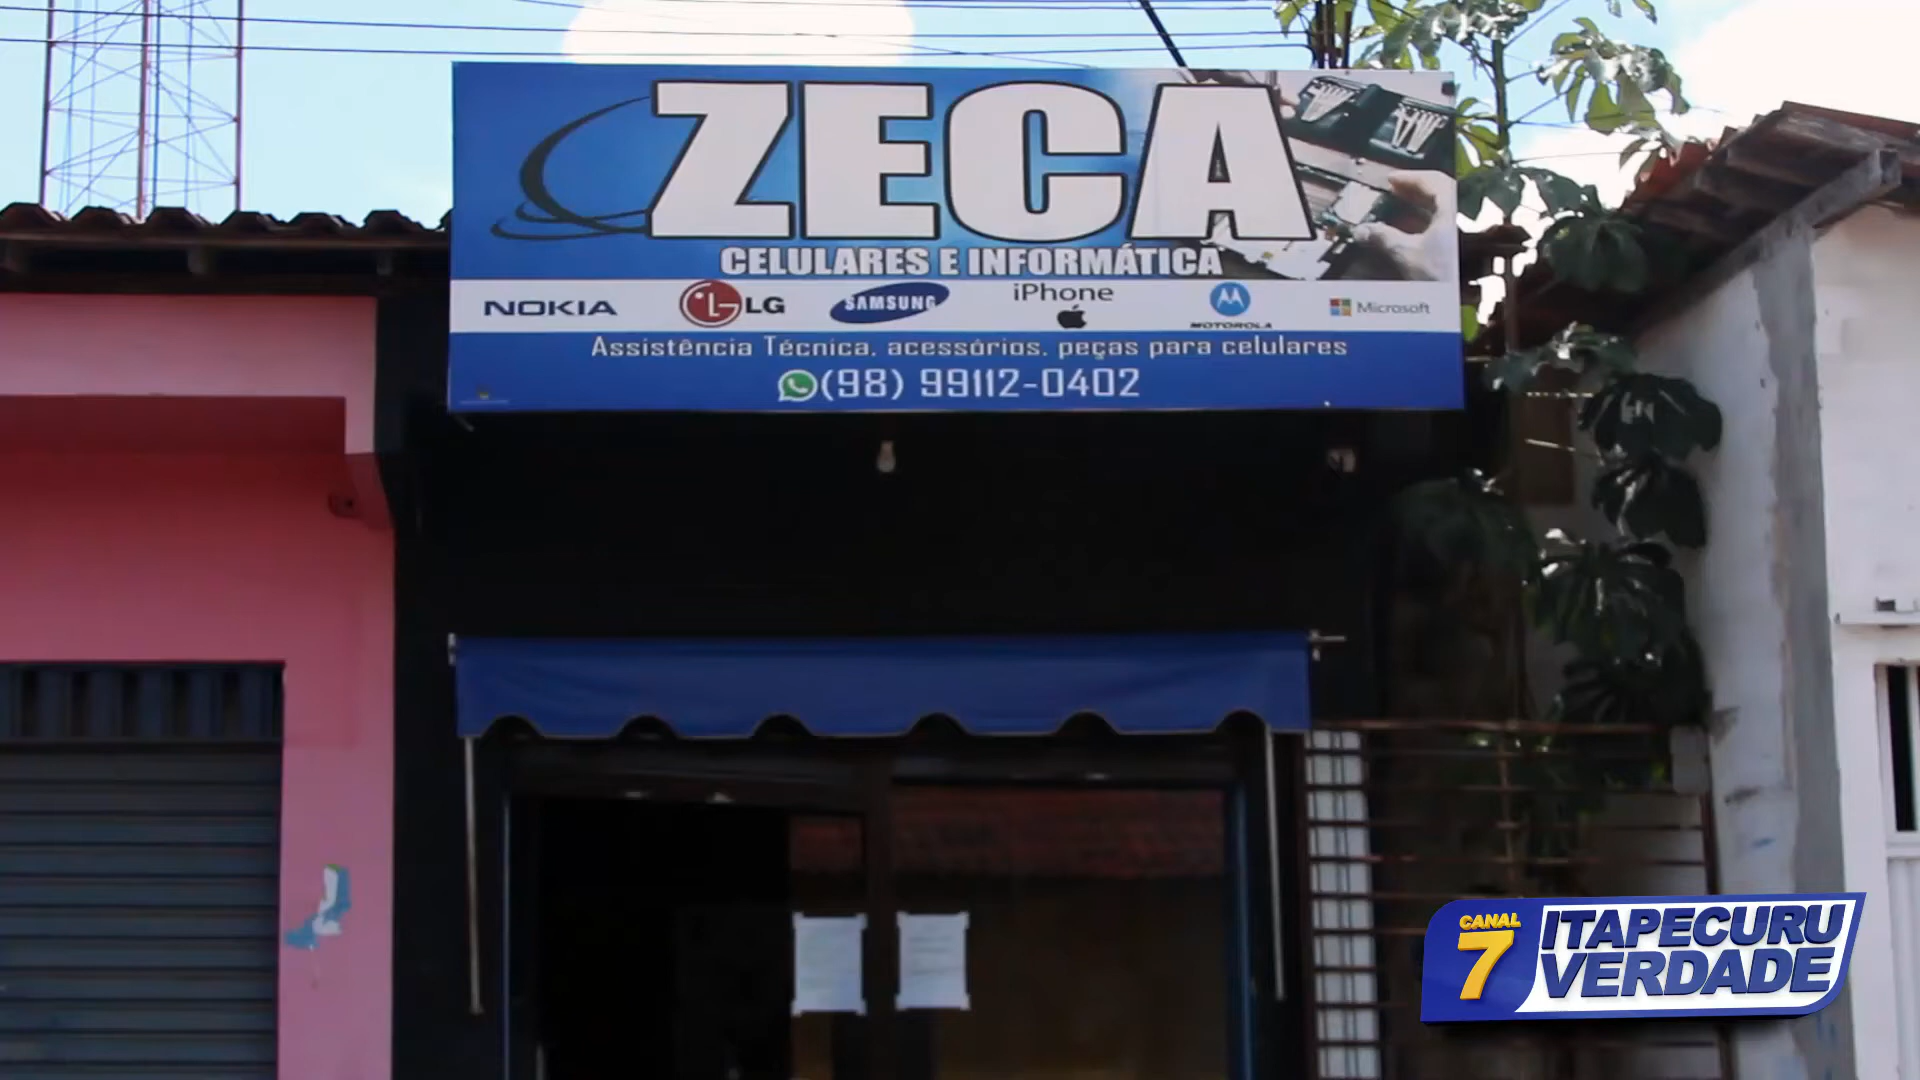 ZECA
CELULARES E INFORMÁTICA
NOKIA LG SAMSUNG iPhone MOTOROLA Microsoft
Assistência Técnica, acessórios, peças para celulares
(98) 99112-0402
CANAL 7
ITAPECURU VERDADE